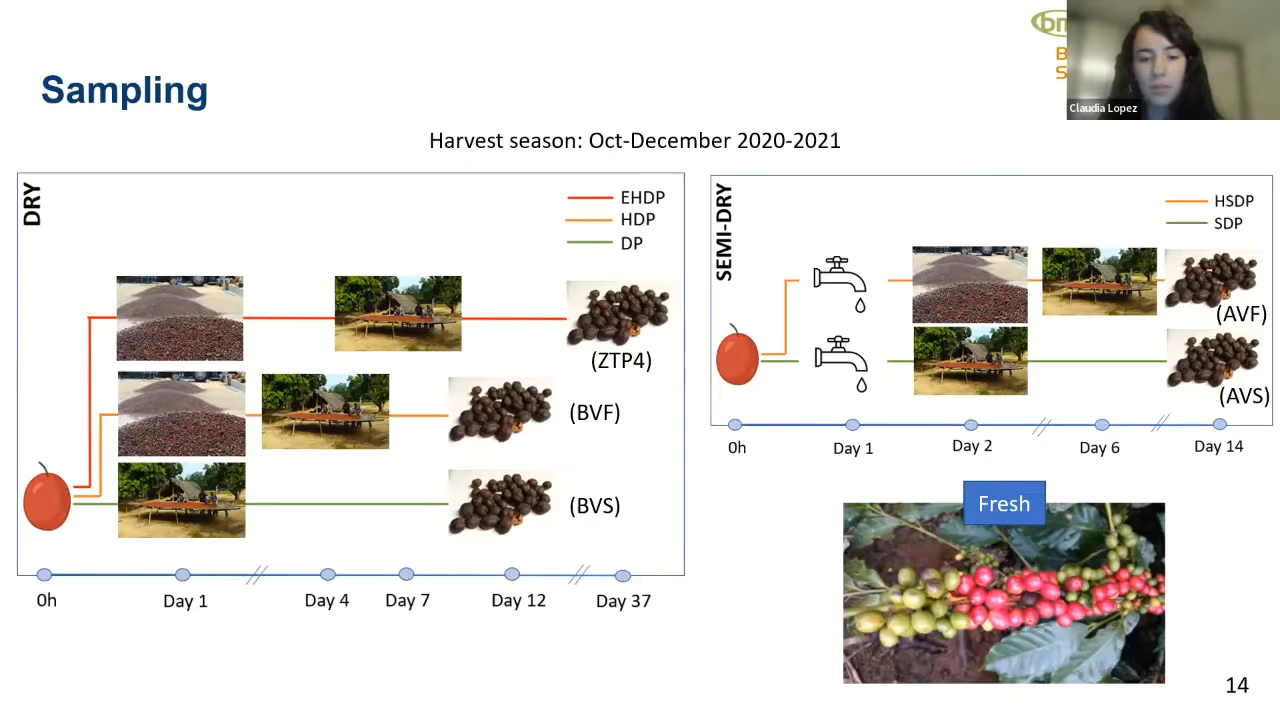 bm
B
S
Claudia Lopez
Sampling
Harvest season: Oct-December 2020-2021
DRY
EHDP
HDP
DP
(ZTP4)
(BVF)
(BVS)
0h
Day 1
Day 4
Day 7
Day 12
Day 37
SEMI-DRY
HSDP
SDP
(AVF)
(AVS)
0h
Day 1
Day 2
Day 6
Day 14
Fresh
14